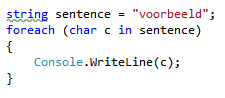 string sentence = "voorbeeld";
foreach (char c in sentence)
{
    Console.WriteLine(c);
}